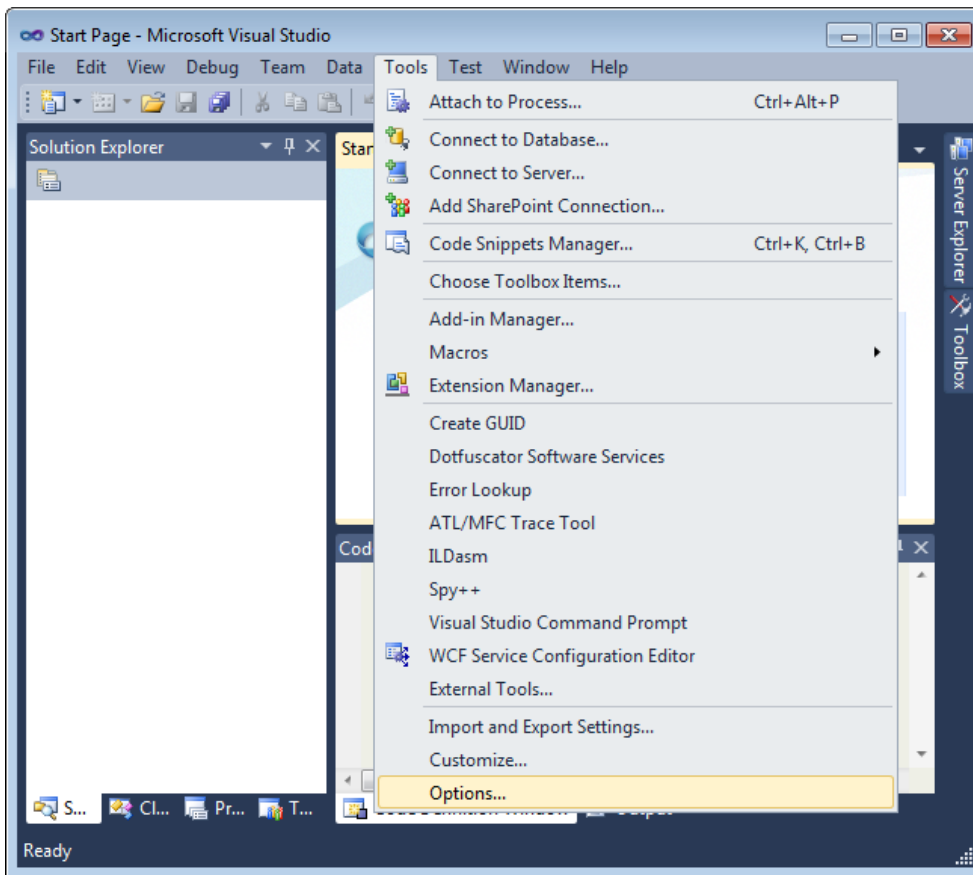 Start Page - Microsoft Visual Studio
File Edit View Debug Team Data Tools Test Window Help
Attach to Process... Ctrl+Alt+P
Solution Explorer
Star
Connect to Database...
Connect to Server...
Add SharePoint Connection...
Code Snippets Manager... Ctrl+K, Ctrl+B
Choose Toolbox Items...
Add-in Manager...
Macros
Extension Manager...
Create GUID
Dotfuscator Software Services
Error Lookup
ATL/MFC Trace Tool
Cod
ILDasm
Spy++
Visual Studio Command Prompt
WCF Service Configuration Editor
External Tools...
Import and Export Settings...
Customize...
Options...
Server Explorer
Toolbox
S... Cl... Pr... T...
Ready